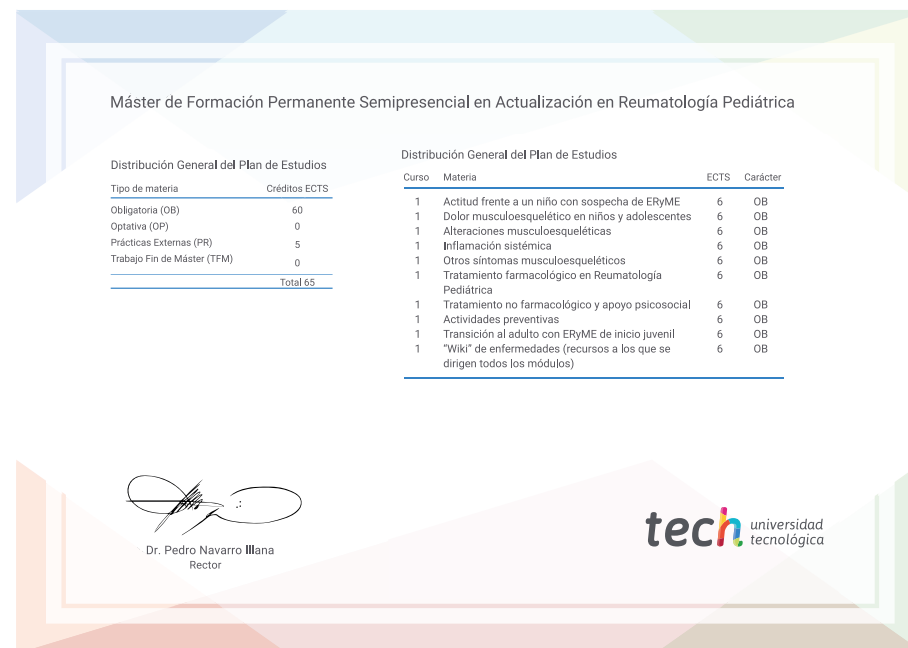 Máster de Formación Permanente Semipresencial en Actualización en Reumatología Pediátrica
Distribución General del Plan de Estudios
Tipo de materia Créditos ECTS
Obligatoria (OB) 60
Optativa (OP) 0
Prácticas Externas (PR) 5
Trabajo Fin de Máster (TFM) 0
Total 65
Distribución General del Plan de Estudios
Curso Materia ECTS Carácter
1 Actitud frente a un niño con sospecha de ERyME 6 OB
1 Dolor musculoesquelético en niños y adolescentes 6 OB
1 Alteraciones musculoesqueléticas 6 OB
1 Inflamación sistémica 6 OB
1 Otros síntomas musculoesqueléticos 6 OB
1 Tratamiento farmacológico en Reumatología 6 OB
Pediátrica
1 Tratamiento no farmacológico y apoyo psicosocial 6 OB
1 Actividades preventivas 6 OB
1 Transición al adulto con ERyME de inicio juvenil 6 OB
1 "Wiki" de enfermedades (recursos a los que se 6 OB
dirigen todos los módulos)
Dr. Pedro Navarro Illana
Rector
tech universidad
tecnológica